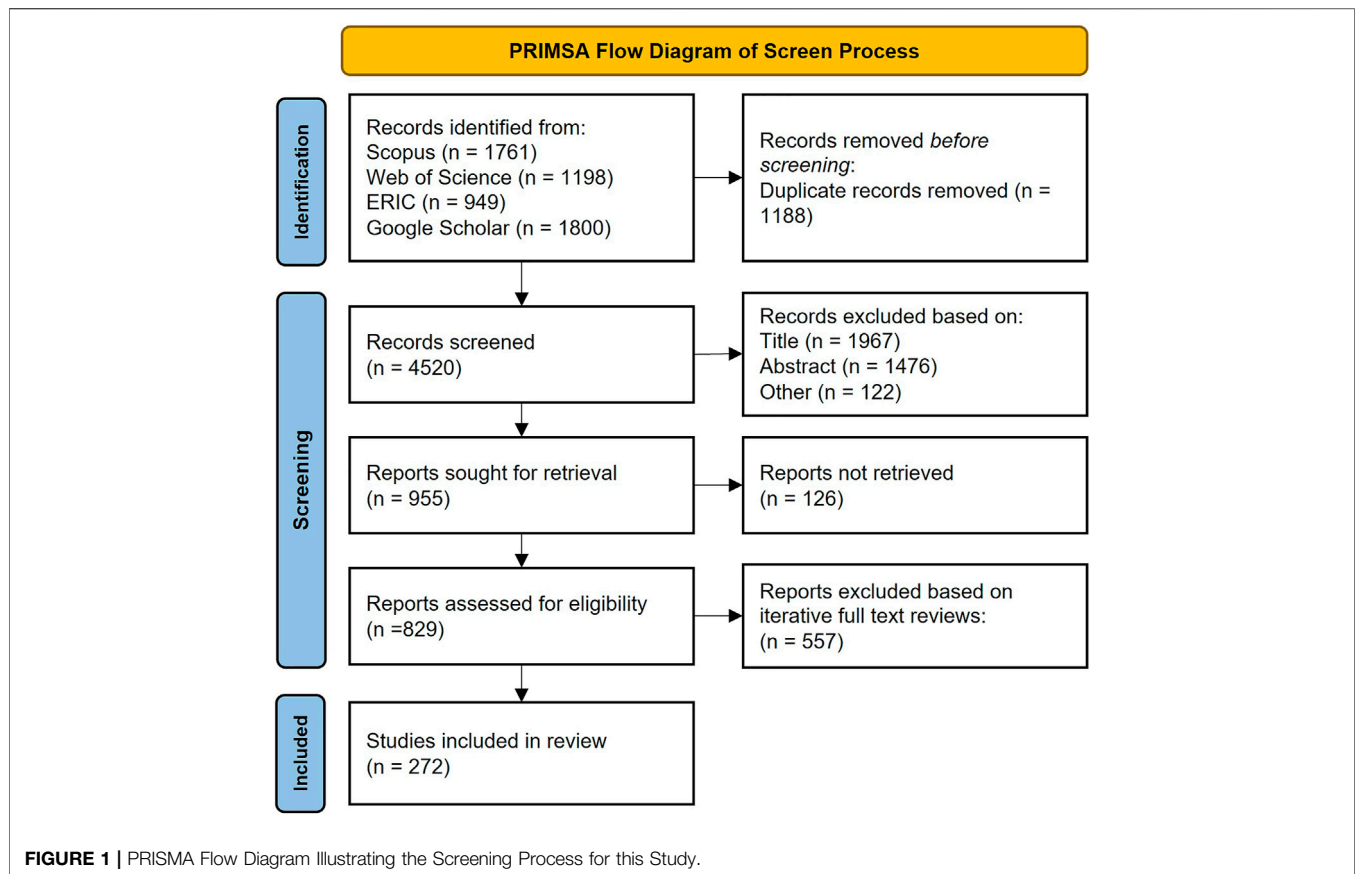 PRIMSA Flow Diagram of Screen Process
Identification
Records identified from:
Scopus (n = 1761)
Web of Science (n = 1198)
ERIC (n = 949)
Google Scholar (n = 1800)
Records removed before
screening:
Duplicate records removed (n =
1188)
Screening
Records screened
(n = 4520)
Records excluded based on:
Title (n = 1967)
Abstract (n = 1476)
Other (n = 122)
Reports sought for retrieval
(n = 955)
Reports not retrieved
(n = 126)
Reports assessed for eligibility
(n =829)
Reports excluded based on
iterative full text reviews:
(n = 557)
Included
Studies included in review
(n = 272)
FIGURE 1 | PRISMA Flow Diagram Illustrating the Screening Process for this Study.